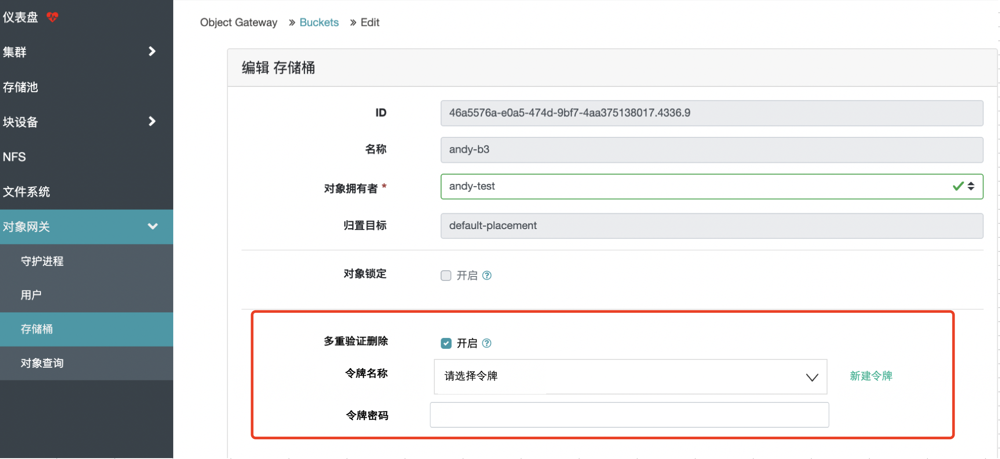 仪表盘
集群
存储池
块设备
NFS
文件系统
对象网关
守护进程
用户
存储桶
对象查询
Object Gateway » Buckets » Edit
编辑 存储桶
ID 46a5576a-e0a5-474d-9bf7-4aa375138017.4336.9
名称 andy-b3
对象拥有者 * andy-test
归置目标 default-placement
对象锁定 开启
多重验证删除 开启
令牌名称 请选择令牌 新建令牌
令牌密码